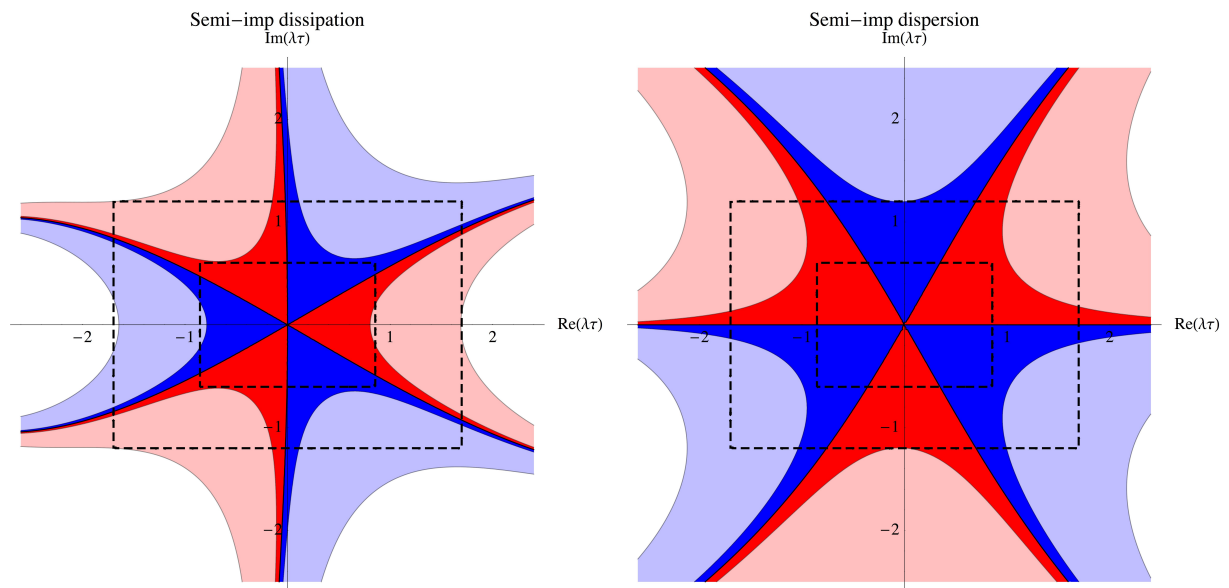 Semi−imp dissipation
Im(λτ)
2
1
−2
−1
1
2
Re(λτ)
−1
−2
Semi−imp dispersion
Im(λτ)
2
1
−2
−1
1
2
Re(λτ)
−1
−2